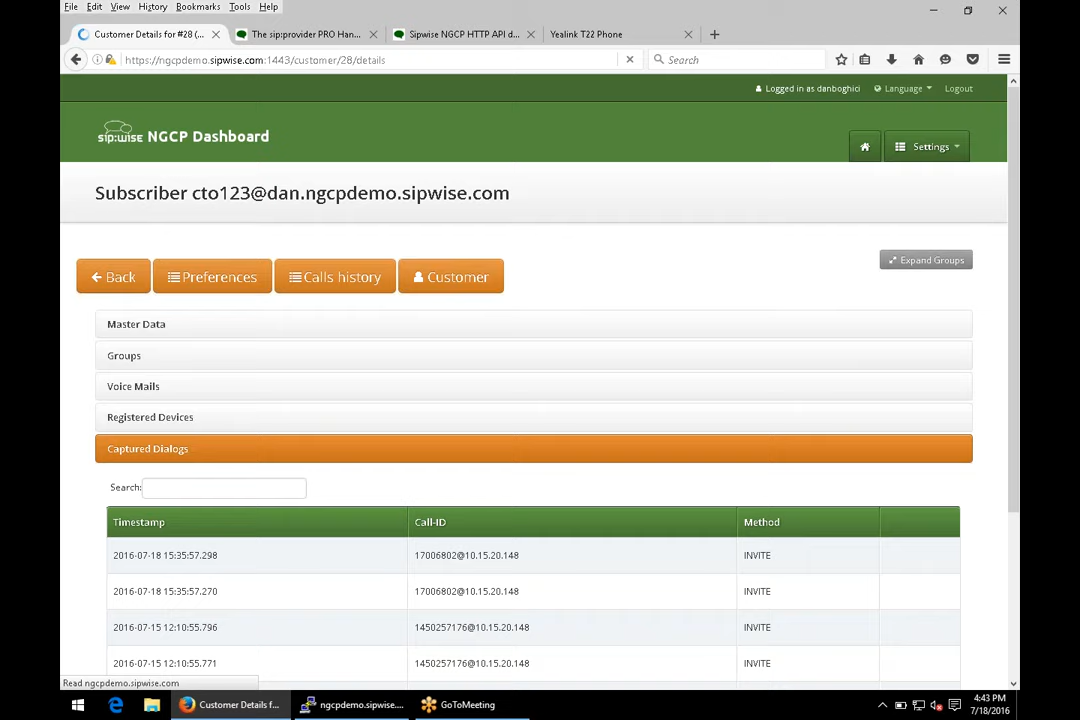 File Edit View History Bookmarks Tools Help
Customer Details for #28 (...
The sip:provider PRO Han...
Sipwise NGCP HTTP API d...
Yealink T22 Phone
https://ngcpdemo.sipwise.com:1443/customer/28/details
Search
Logged in as danboghici Language Logout
sip:wise NGCP Dashboard
Settings
Subscriber cto123@dan.ngcpdemo.sipwise.com
Back Preferences Calls history Customer
Expand Groups
Master Data
Groups
Voice Mails
Registered Devices
Captured Dialogs
Search:
Timestamp Call-ID Method
2016-07-18 15:35:57.298 17006802@10.15.20.148 INVITE
2016-07-18 15:35:57.270 17006802@10.15.20.148 INVITE
2016-07-15 12:10:55.796 1450257176@10.15.20.148 INVITE
2016-07-15 12:10:55.771 1450257176@10.15.20.148 INVITE
Read ngcpdemo.sipwise.com
Customer Details f...
ngcpdemo.sipwise....
GoToMeeting
4:43 PM
7/18/2016